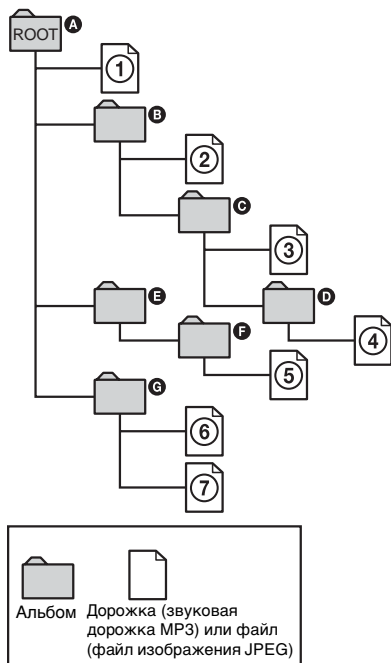 ROOT A
1
B
2
C
3
E D
F 4
5
G
6
7
Альбом Дорожка (звуковая
дорожка MP3) или файл
(файл изображения JPEG)